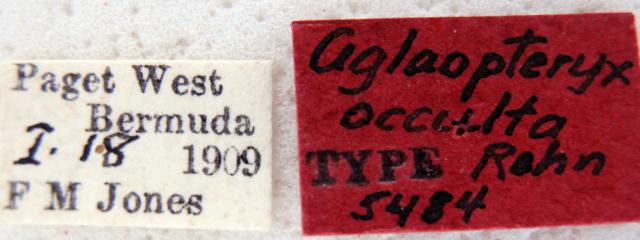 Paget West
Bermuda
I. 18 1909
F M Jones
Aglaopteryx
occulta
TYPE Rehn
5484